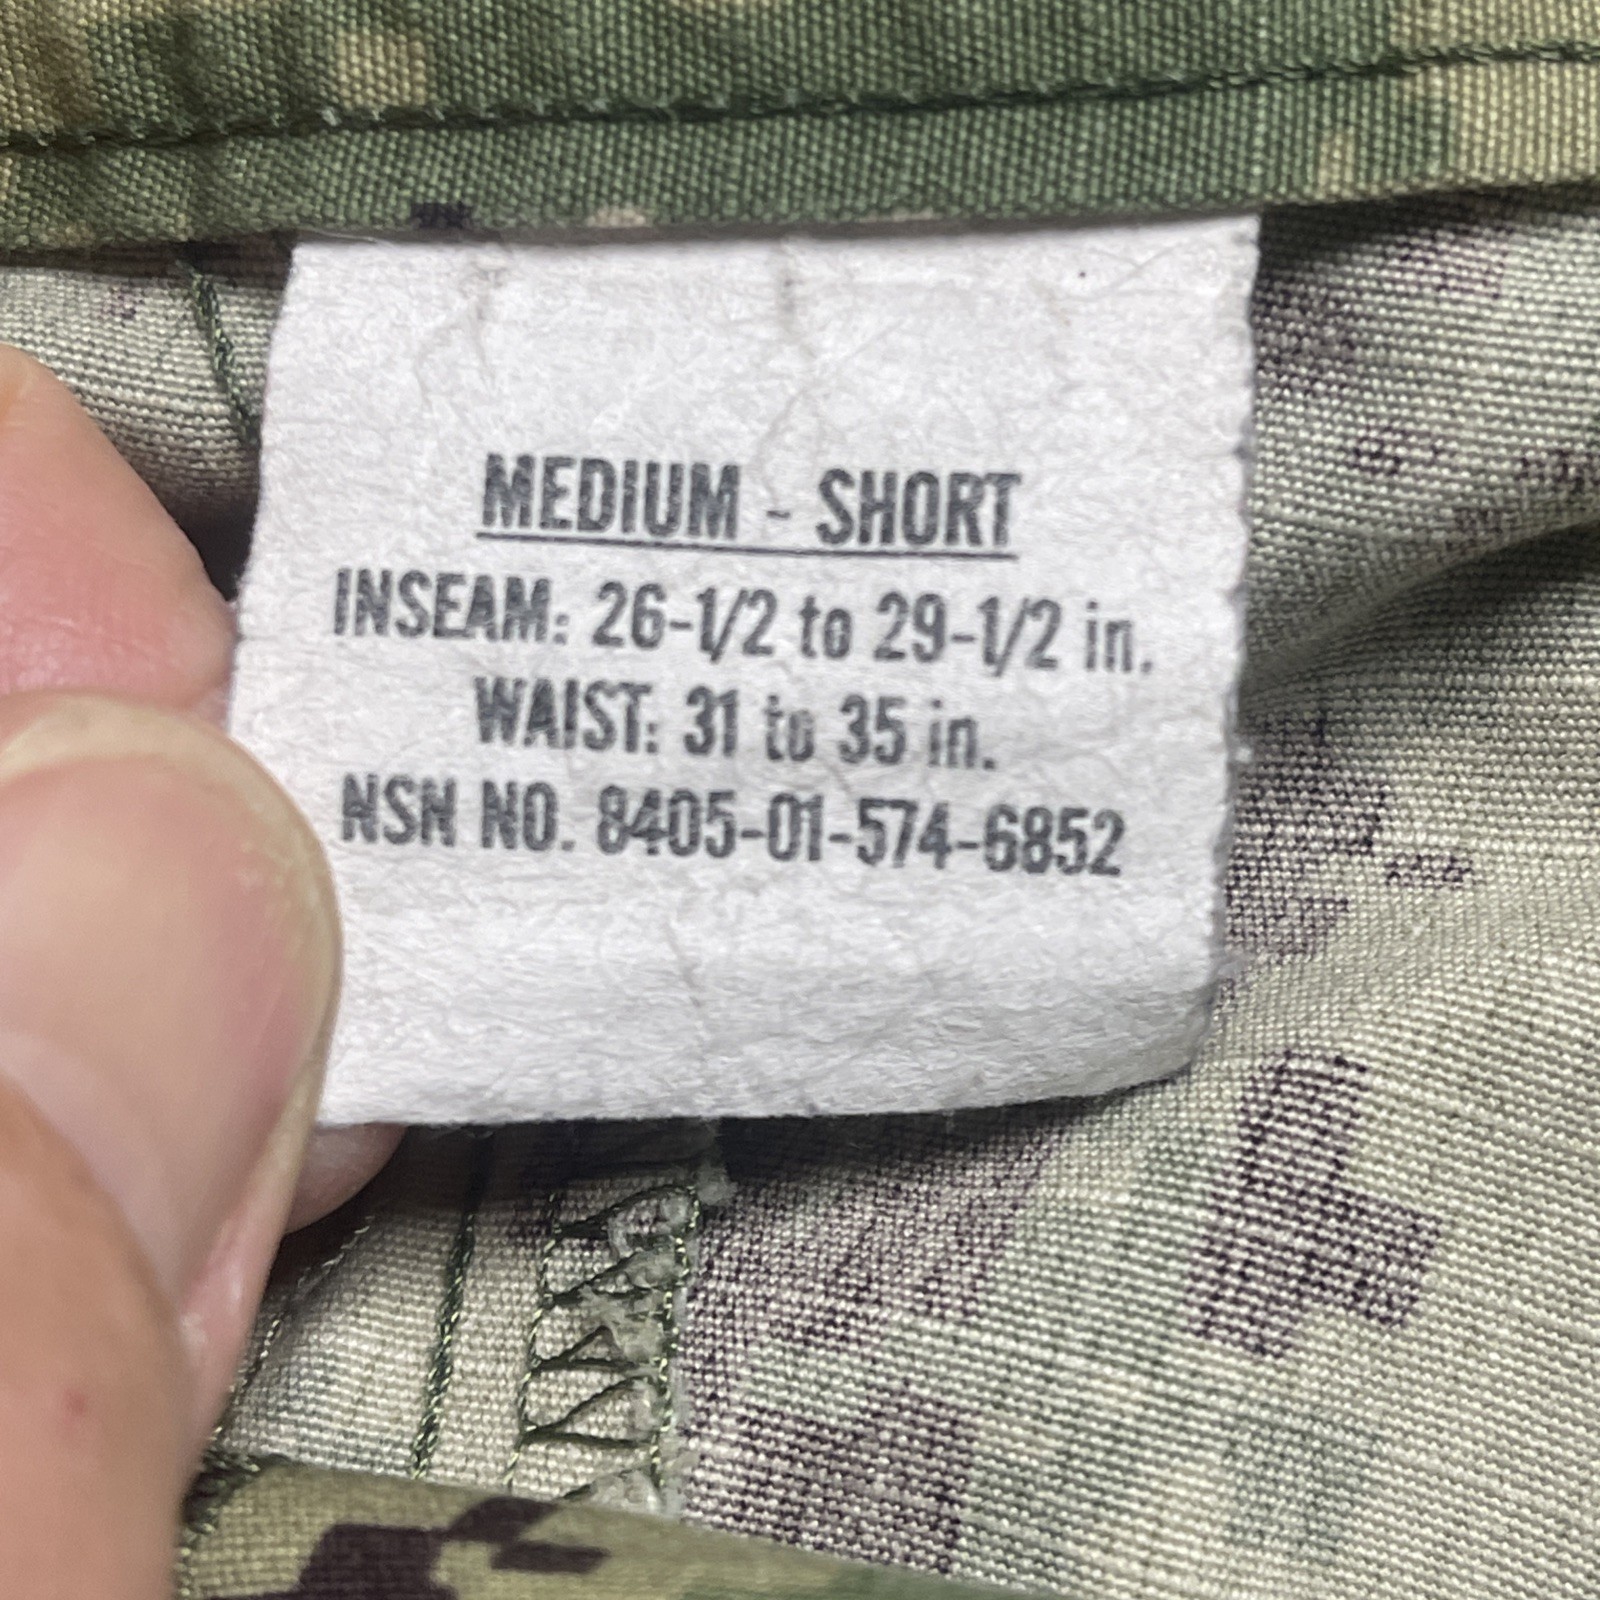 MEDIUM - SHORT
INSEAM: 26-1/2 to 29-1/2 in.
WAIST: 31 to 35 in.
NSN NO. 8405-01-574-6852